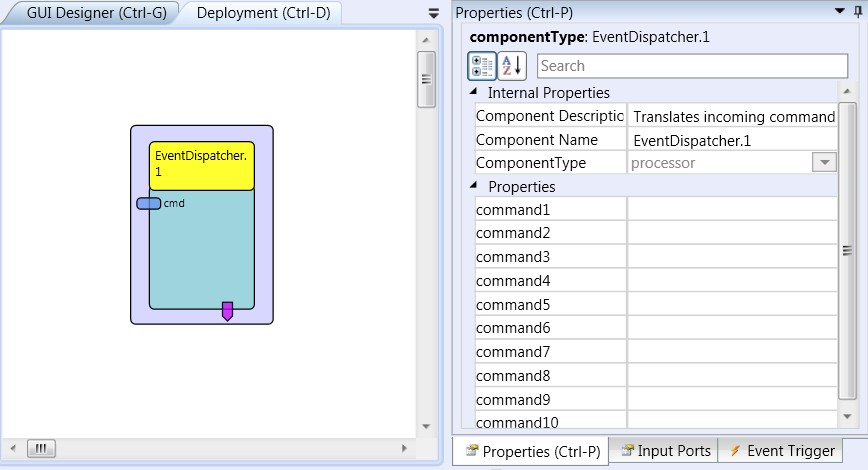 GUI Designer (Ctrl-G)
Deployment (Ctrl-D)
EventDispatcher.
1
cmd
Properties (Ctrl-P)
componentType: EventDispatcher.1
A
Z
Search
Internal Properties
Component Descriptic Translates incoming command
Component Name EventDispatcher.1
ComponentType processor
Properties
command1
command2
command3
command4
command5
command6
command7
command8
command9
command10
Properties (Ctrl-P)
Input Ports
Event Trigger